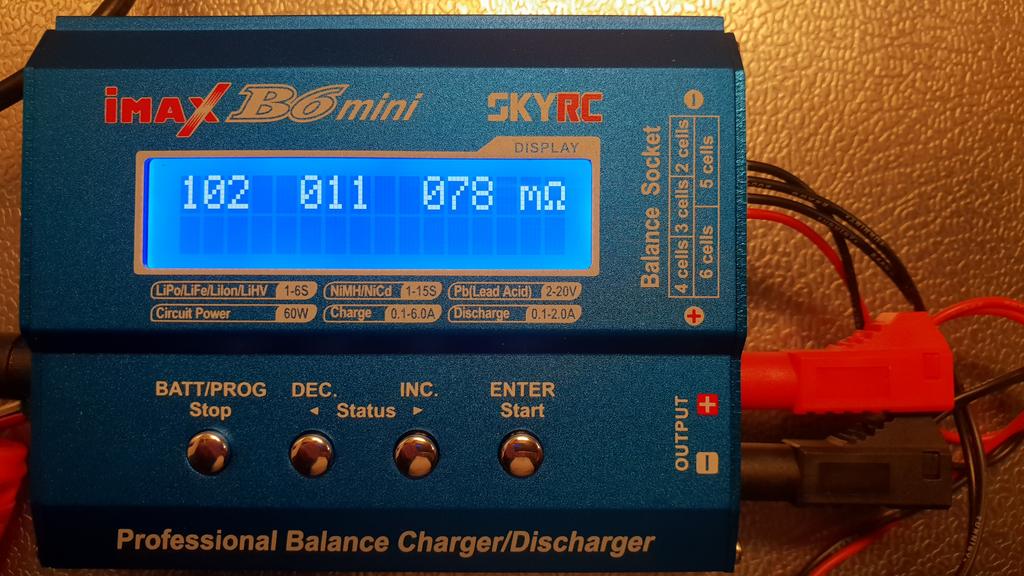 iMAX B6 mini SKYRC
DISPLAY
102 011 078 mΩ
LiPo/LiFe/LiIon/LiHV 1-6S NiMH/NiCd 1-15S Pb(Lead Acid) 2-20V
Circuit Power 60W Charge 0.1-6.0A Discharge 0.1-2.0A
Balance Socket
4 cells 3 cells 2 cells
6 cells 5 cells
BATT/PROG DEC. INC. ENTER
Stop ◄ Status ► Start
OUTPUT
Professional Balance Charger/Discharger